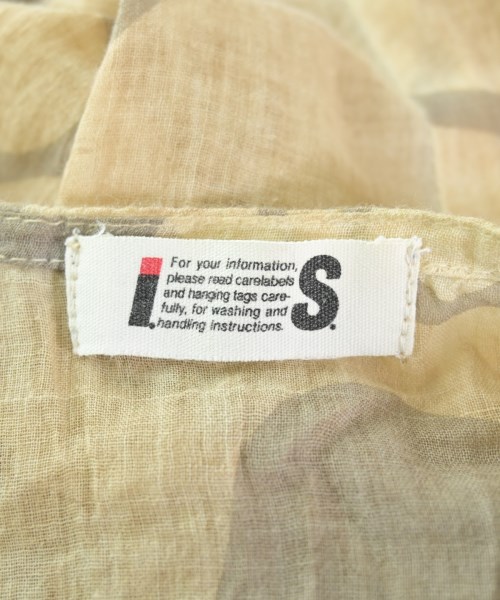 I.S.
For your information,
please read carelabels
and hanging tags care-
fully, for washing and
handling instructions.